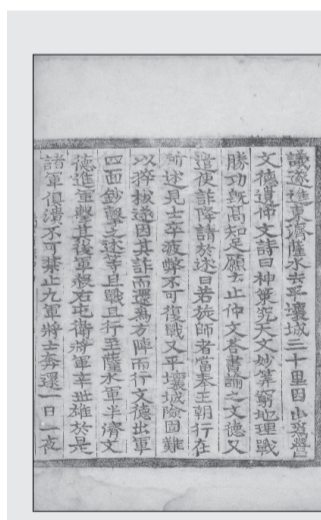 議遂進東濟薩水去平壤城三十里因山爲營
文德遺仲文詩曰神策究天文妙算窮地理戰
勝功旣高知足願云止仲文答書諭之文德又
遣使詐降請於述曰若旋師者當奉王朝行在
所述見士卒疲弊不可復戰又平壤城險固難
以猝拔遂因其詐而還爲方陣而行文德出軍
四面鈔擊之述等且戰且行至薩水軍半濟文
德進軍擊其後軍殺右屯衛將軍辛世雄於是
諸軍俱潰不可禁止九軍將士奔還一日一夜